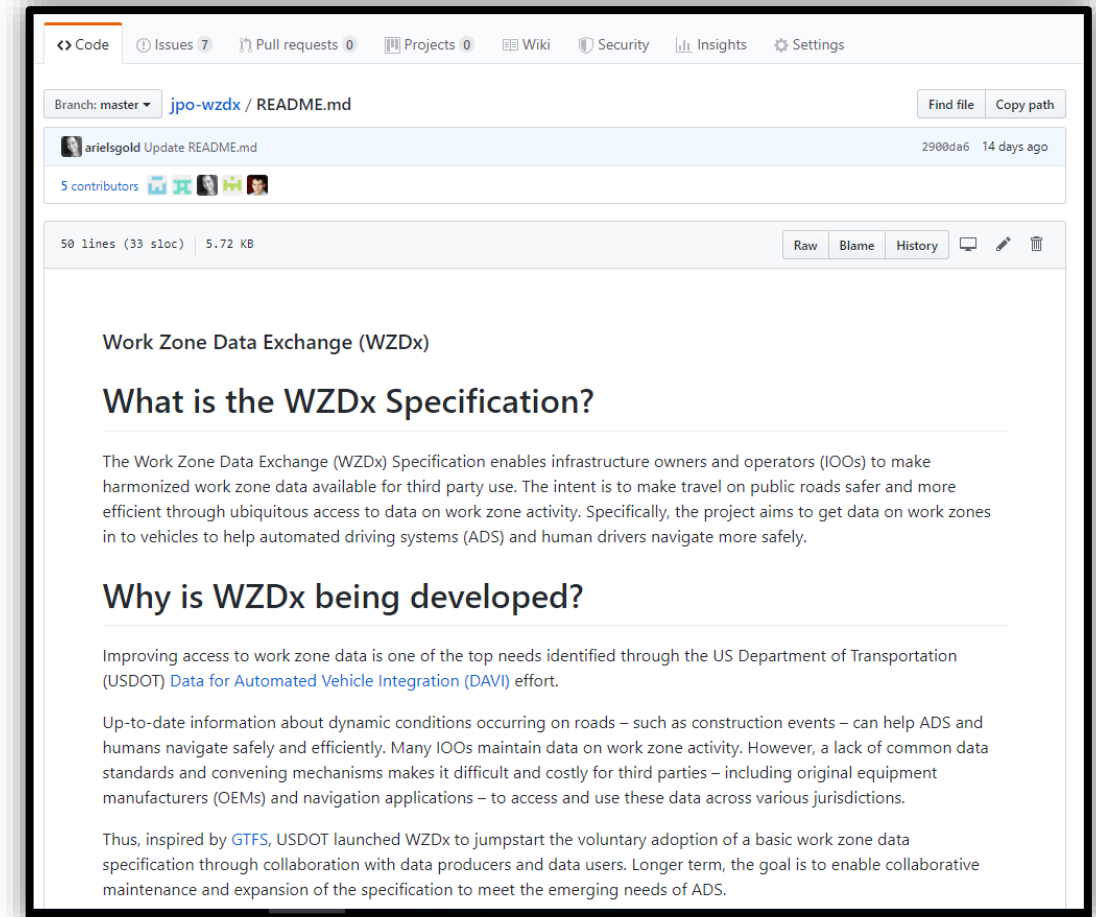 <> Code Issues 7 Pull requests 0 Projects 0 Wiki Security Insights Settings
Branch: master jpo-wzdx / README.md Find file Copy path
arielsgold Update README.md 2900da6 14 days ago
5 contributors
50 lines (33 sloc) 5.72 KB Raw Blame History
Work Zone Data Exchange (WZDx)
What is the WZDx Specification?
The Work Zone Data Exchange (WZDx) Specification enables infrastructure owners and operators (IOOs) to make
harmonized work zone data available for third party use. The intent is to make travel on public roads safer and more
efficient through ubiquitous access to data on work zone activity. Specifically, the project aims to get data on work zones
in to vehicles to help automated driving systems (ADS) and human drivers navigate more safely.
Why is WZDx being developed?
Improving access to work zone data is one of the top needs identified through the US Department of Transportation
(USDOT) Data for Automated Vehicle Integration (DAVI) effort.
Up-to-date information about dynamic conditions occurring on roads – such as construction events – can help ADS and
humans navigate safely and efficiently. Many IOOs maintain data on work zone activity. However, a lack of common data
standards and convening mechanisms makes it difficult and costly for third parties – including original equipment
manufacturers (OEMs) and navigation applications – to access and use these data across various jurisdictions.
Thus, inspired by GTFS, USDOT launched WZDx to jumpstart the voluntary adoption of a basic work zone data
specification through collaboration with data producers and data users. Longer term, the goal is to enable collaborative
maintenance and expansion of the specification to meet the emerging needs of ADS.